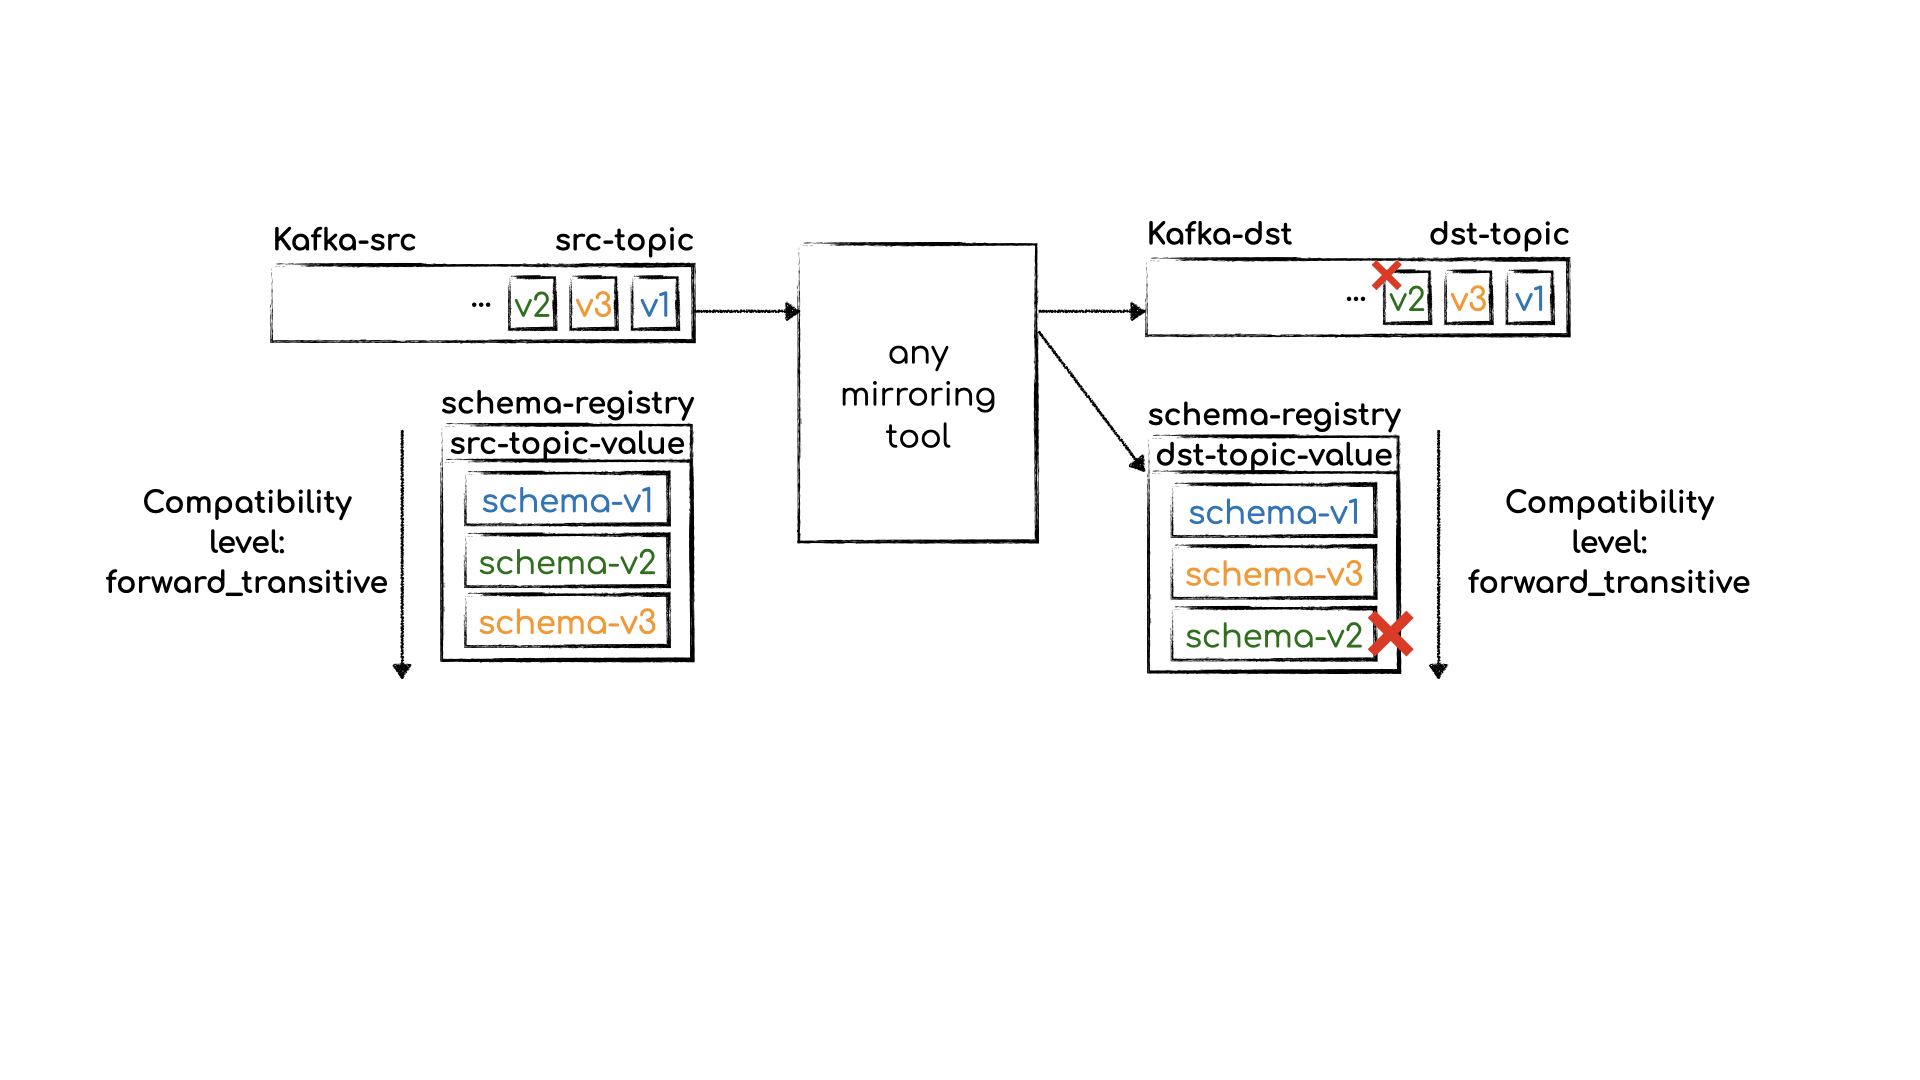 Kafka-src
src-topic
... v2 v3 v1
schema-registry
src-topic-value
schema-v1
schema-v2
schema-v3
Compatibility
level:
forward_transitive
any
mirroring
tool
Kafka-dst
dst-topic
... v2 v3 v1
schema-registry
dst-topic-value
schema-v1
schema-v3
schema-v2
Compatibility
level:
forward_transitive